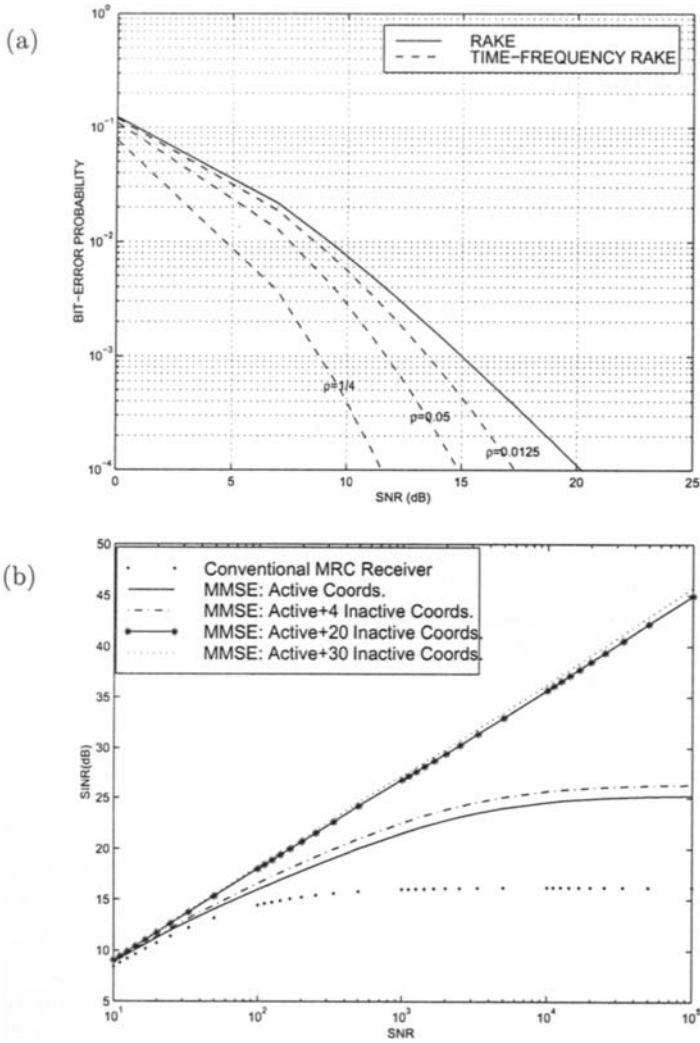 (a)
10^0
RAKE
TIME-FREQUENCY RAKE
10^-1
10^-2
10^-3
10^-4
BIT-ERROR PROBABILITY
ρ=1/4
ρ=0.05
ρ=0.0125
0 5 10 15 20 25
SNR (dB)
(b)
50
45
40
35
30
25
20
15
10
5
SINR(dB)
Conventional MRC Receiver
MMSE: Active Coords.
MMSE: Active+4 Inactive Coords.
MMSE: Active+20 Inactive Coords.
MMSE: Active+30 Inactive Coords.
10^1 10^2 10^3 10^4 10^5
SNR